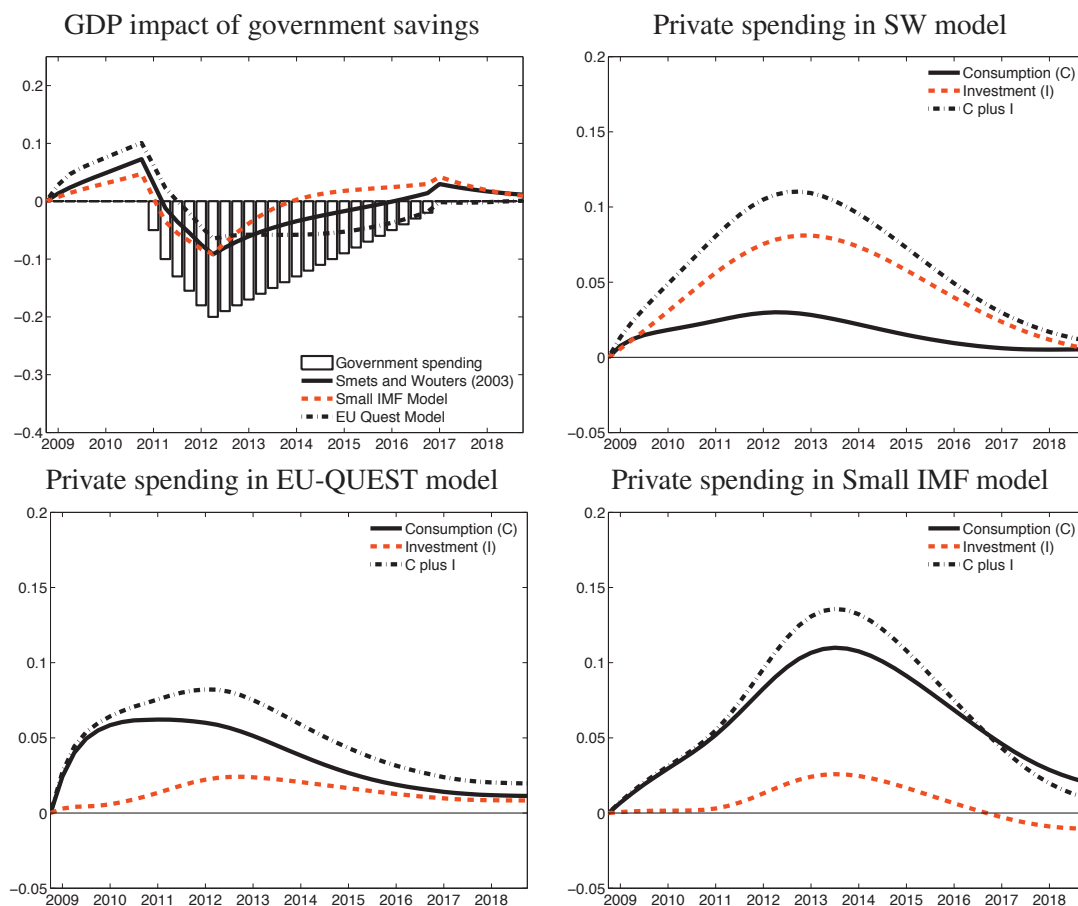 GDP impact of government savings
0.2
0.1
0
−0.1
−0.2
−0.3
−0.4
Government spending
Smets and Wouters (2003)
Small IMF Model
EU Quest Model
2009 2010 2011 2012 2013 2014 2015 2016 2017 2018
Private spending in SW model
0.2
0.15
0.1
0.05
0
−0.05
Consumption (C)
Investment (I)
C plus I
2009 2010 2011 2012 2013 2014 2015 2016 2017 2018
Private spending in EU-QUEST model
0.2
0.15
0.1
0.05
0
−0.05
Consumption (C)
Investment (I)
C plus I
2009 2010 2011 2012 2013 2014 2015 2016 2017 2018
Private spending in Small IMF model
0.2
0.15
0.1
0.05
0
−0.05
Consumption (C)
Investment (I)
C plus I
2009 2010 2011 2012 2013 2014 2015 2016 2017 2018